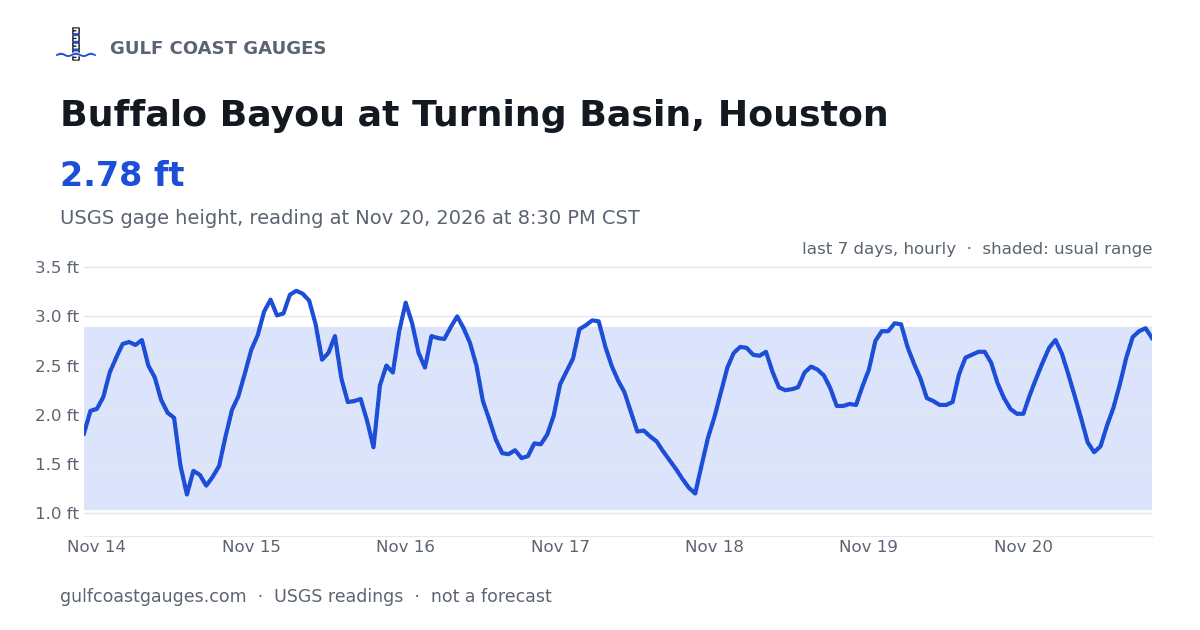 GULF COAST GAUGES
Buffalo Bayou at Turning Basin, Houston
2.78 ft
USGS gage height, reading at Nov 20, 2026 at 8:30 PM CST
last 7 days, hourly · shaded: usual range
3.5 ft
3.0 ft
2.5 ft
2.0 ft
1.5 ft
1.0 ft
Nov 14 Nov 15 Nov 16 Nov 17 Nov 18 Nov 19 Nov 20
gulfcoastgauges.com · USGS readings · not a forecast